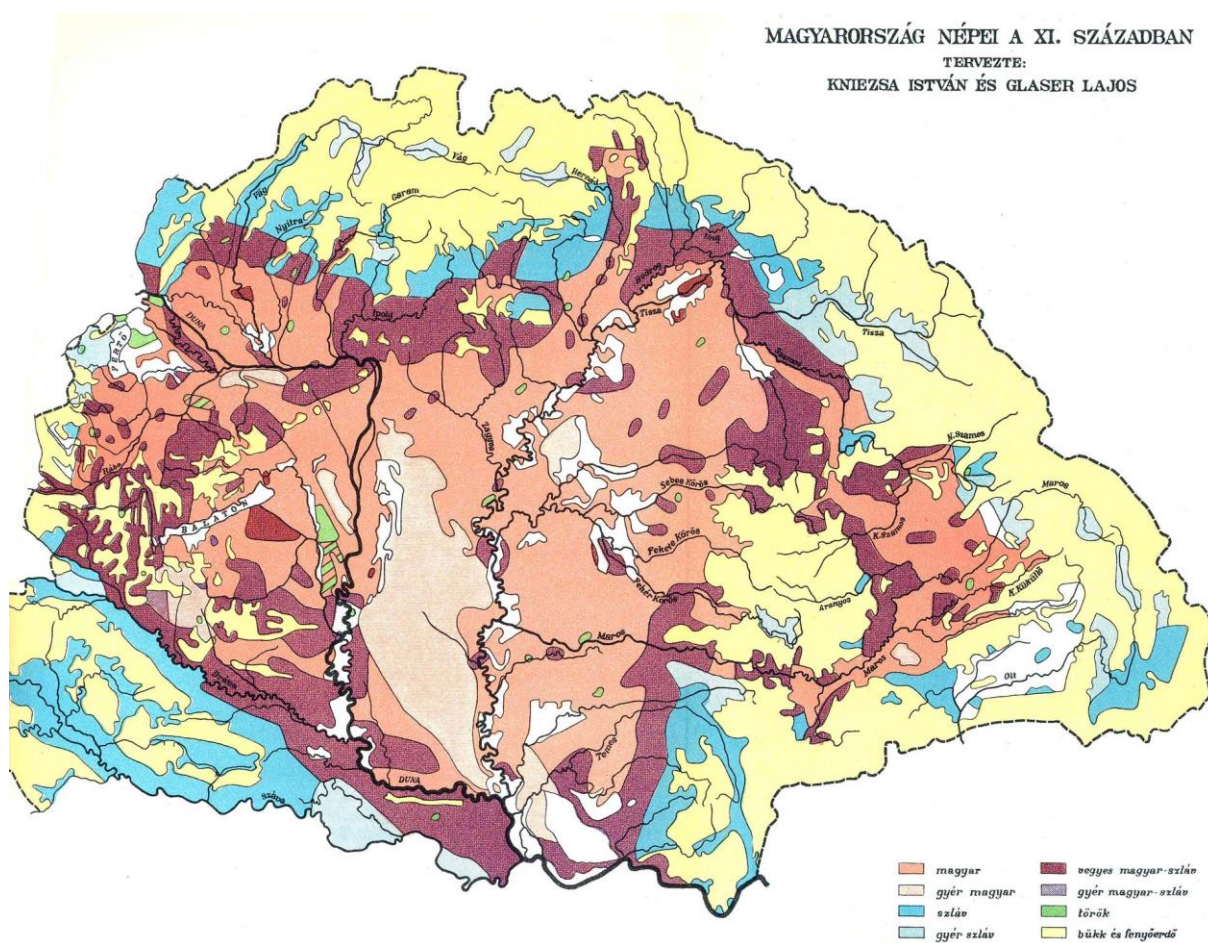 MAGYARORSZÁG NÉPEI A XI. SZÁZADBAN
TERVEZTE:
KNIEZSA ISTVÁN ÉS GLASER LAJOS
Vág
Hernád
Vág
Garam
Nyitra
Ung
Bodrog
Tisza
Tisza
DUNA
Ipoly
Szamos
FERTŐ
Zagyva
N. Szamos
Rába
Sebes Körös
Maros
BALATON
K. Szamos
Fekete Körös
Fehér Körös
Aranyos
K. Küküllő
Maros
Maros
Olt
Dráva
Temes
DUNA
Száva
magyar
gyér magyar
szláv
gyér szláv
vegyes magyar-szláv
gyér magyar-szláv
török
bükk és fenyőerdő